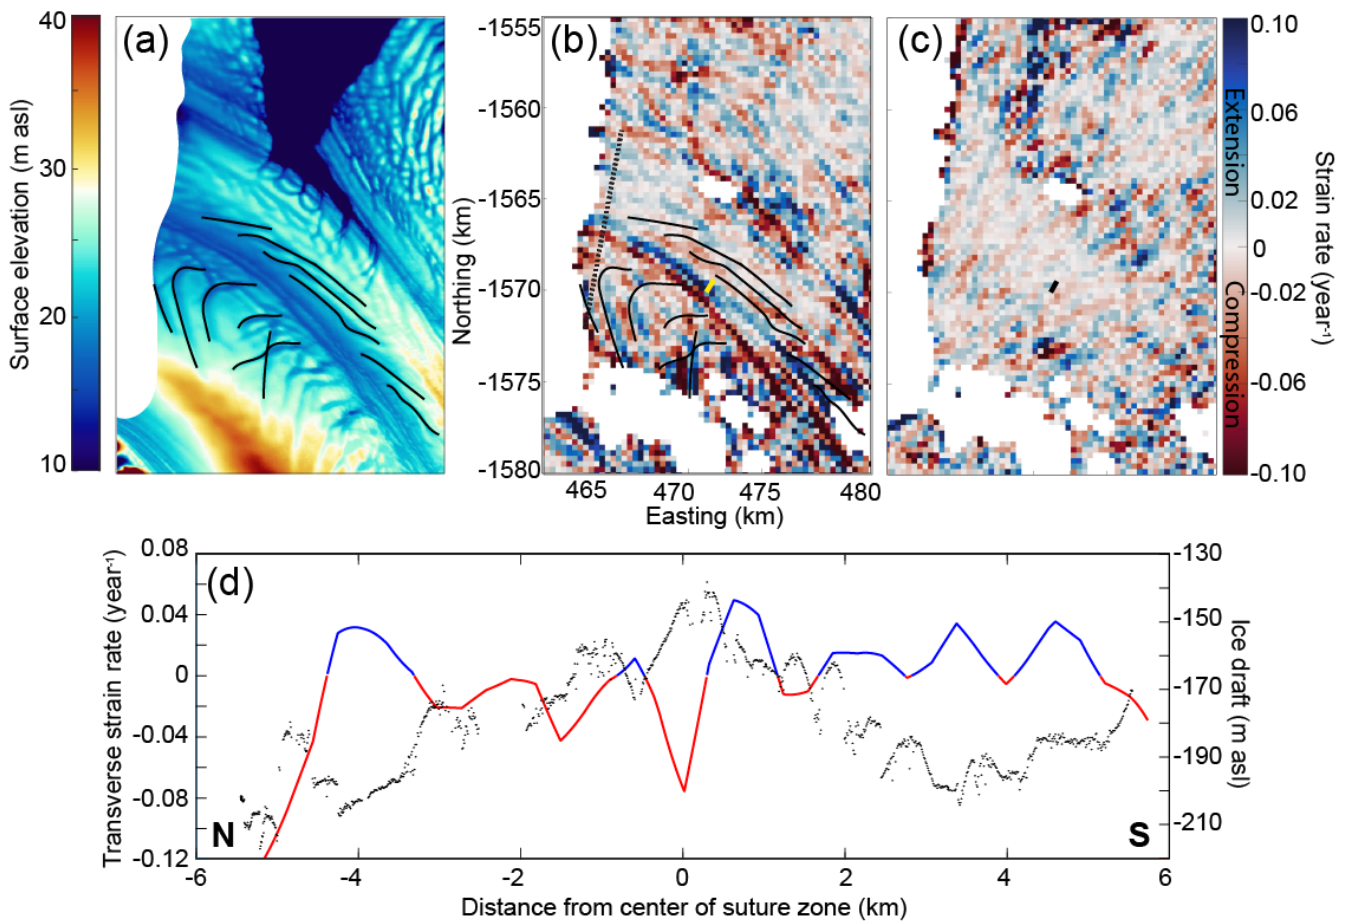 (a)
40
30
20
10
Surface elevation (m asl)
(b)
-1555
-1560
-1565
-1570
-1575
-1580
Northing (km)
465 470 475 480
Easting (km)
(c)
0.10
0.06
0.02
0
-0.02
-0.06
-0.10
Extension
Compression
Strain rate (year⁻¹)
(d)
0.08
0.04
0
-0.04
-0.08
-0.12
Transverse strain rate (year⁻¹)
-130
-150
-170
-190
-210
Ice draft (m asl)
N
S
-6 -4 -2 0 2 4 6
Distance from center of suture zone (km)